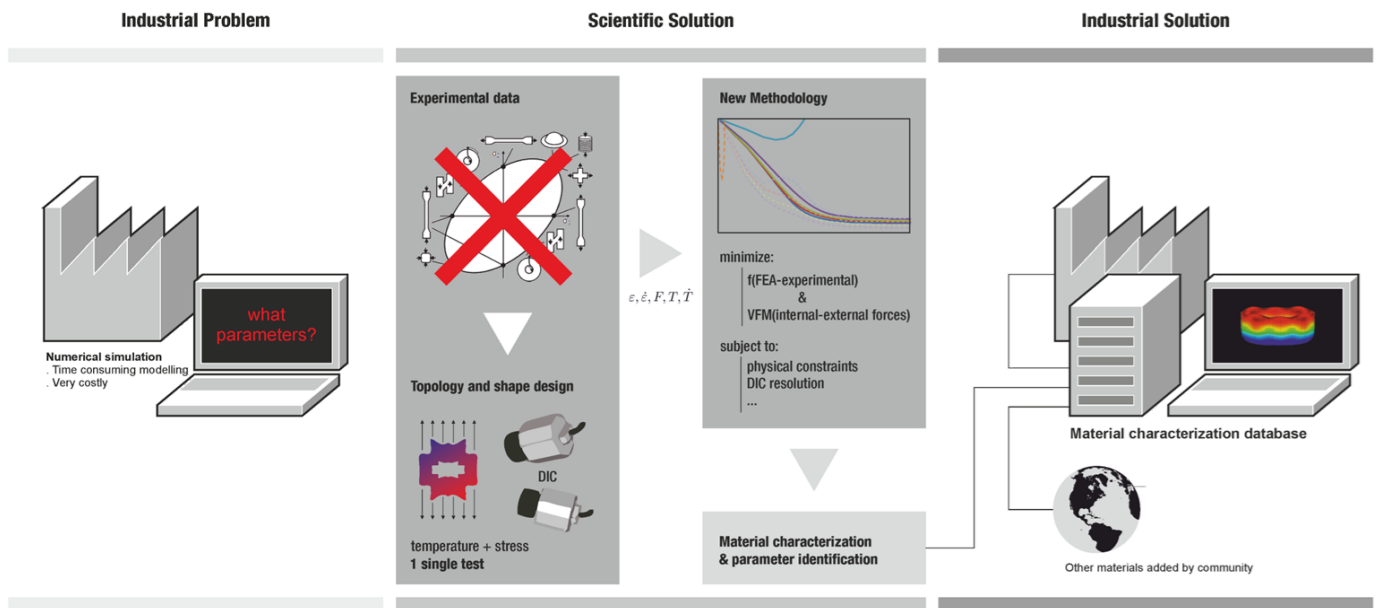 Industrial Problem
Scientific Solution
Industrial Solution
what
parameters?
Numerical simulation
. Time consuming modelling
. Very costly
Experimental data
Topology and shape design
DIC
temperature + stress
1 single test
ε, ε̇, F, T, Ṫ
New Methodology
minimize:
f(FEA-experimental)
&
VFM(internal-external forces)
subject to:
physical constraints
DIC resolution
...
Material characterization
& parameter identification
Material characterization database
Other materials added by community